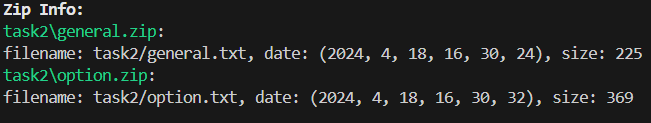 Zip Info:
task2\general.zip:
filename: task2/general.txt, date: (2024, 4, 18, 16, 30, 24), size: 225
task2\option.zip:
filename: task2/option.txt, date: (2024, 4, 18, 16, 30, 32), size: 369